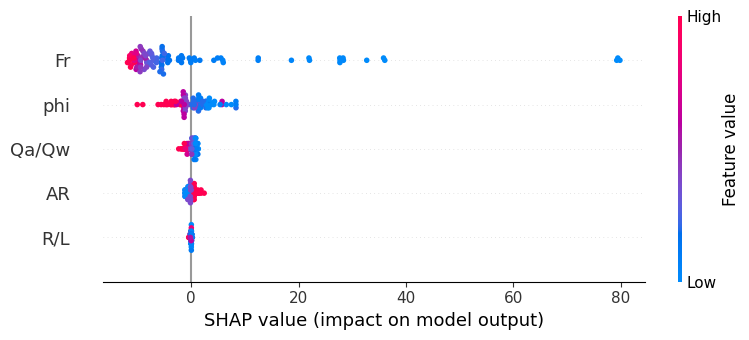 High
Fr
phi
Qa/Qw
AR
R/L
Feature value
Low
0 20 40 60 80
SHAP value (impact on model output)